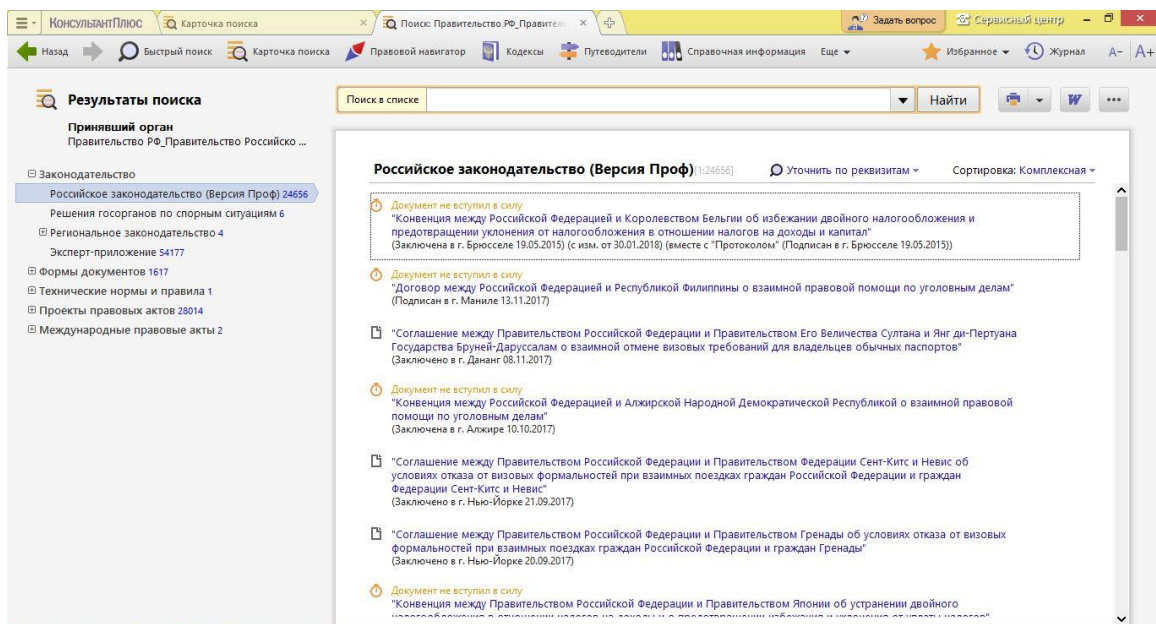 КонсультантПлюс
Карточка поиска
Поиск: Правительство РФ_Правител
Задать вопрос
Сервисный центр
Назад
Быстрый поиск
Карточка поиска
Правовой навигатор
Кодексы
Путеводители
Справочная информация
Еще
Избранное
Журнал
А- А+
Результаты поиска
Принявший орган
Правительство РФ_Правительство Российско ...
Законодательство
Российское законодательство (Версия Проф) 24656
Решения госорганов по спорным ситуациям 6
Региональное законодательство 4
Эксперт-приложение 54177
Формы документов 1617
Технические нормы и правила 1
Проекты правовых актов 28014
Международные правовые акты 2
Поиск в списке
Найти
W
Российское законодательство (Версия Проф)[1:24656]
Уточнить по реквизитам
Сортировка: Комплексная
Документ не вступил в силу
"Конвенция между Российской Федерацией и Королевством Бельгии об избежании двойного налогообложения и
предотвращении уклонения от налогообложения в отношении налогов на доходы и капитал"
(Заключена в г. Брюсселе 19.05.2015) (с изм. от 30.01.2018) (вместе с "Протоколом" (Подписан в г. Брюсселе 19.05.2015))
Документ не вступил в силу
"Договор между Российской Федерацией и Республикой Филиппины о взаимной правовой помощи по уголовным делам"
(Подписан в г. Маниле 13.11.2017)
"Соглашение между Правительством Российской Федерации и Правительством Его Величества Султана и Янг ди-Пертуана
Государства Бруней-Даруссалам о взаимной отмене визовых требований для владельцев обычных паспортов"
(Заключено в г. Дананг 08.11.2017)
Документ не вступил в силу
"Конвенция между Российской Федерацией и Алжирской Народной Демократической Республикой о взаимной правовой
помощи по уголовным делам"
(Заключена в г. Алжире 10.10.2017)
"Соглашение между Правительством Российской Федерации и Правительством Федерации Сент-Китс и Невис об
условиях отказа от визовых формальностей при взаимных поездках граждан Российской Федерации и граждан
Федерации Сент-Китс и Невис"
(Заключено в г. Нью-Йорке 21.09.2017)
"Соглашение между Правительством Российской Федерации и Правительством Гренады об условиях отказа от визовых
формальностей при взаимных поездках граждан Российской Федерации и граждан Гренады"
(Заключено в г. Нью-Йорке 20.09.2017)
Документ не вступил в силу
"Конвенция между Правительством Российской Федерации и Правительством Японии об устранении двойного
налогообложения в отношении налогов на доходы и о предотвращении избежания и уклонения от уплаты налогов"